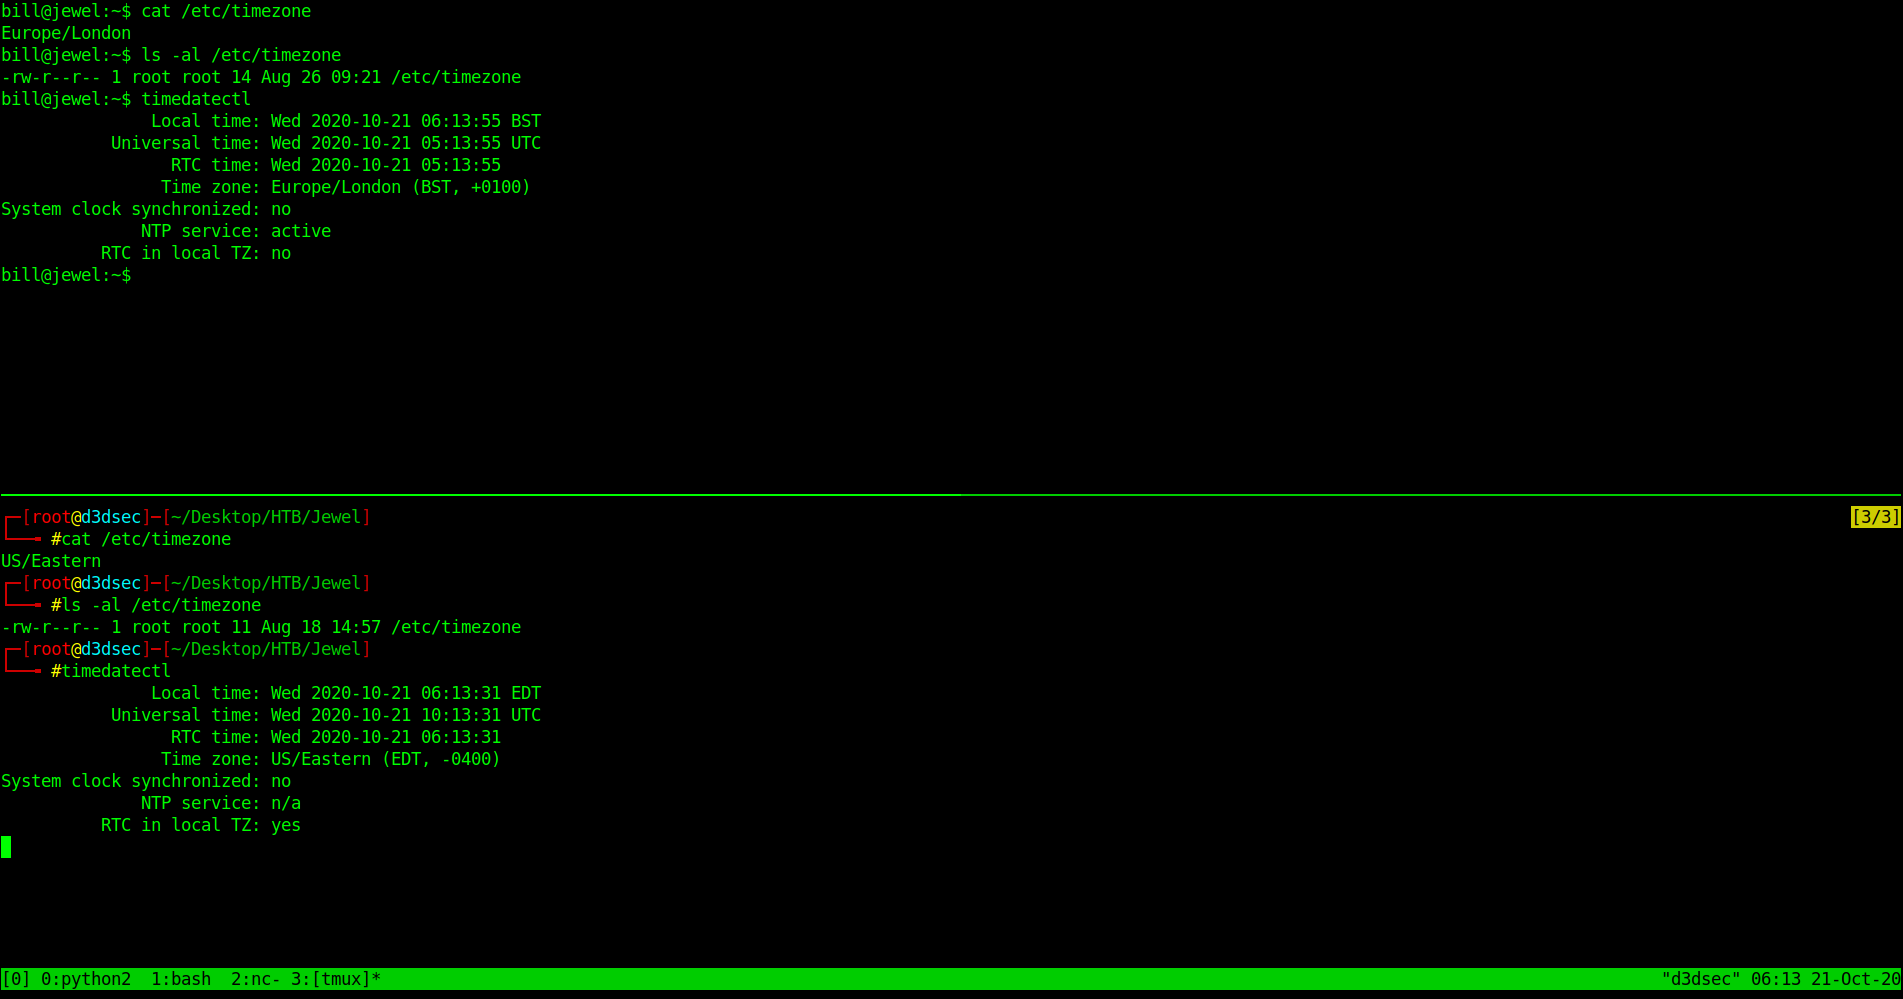 bill@jewel:~$ cat /etc/timezone
Europe/London
bill@jewel:~$ ls -al /etc/timezone
-rw-r--r-- 1 root root 14 Aug 26 09:21 /etc/timezone
bill@jewel:~$ timedatectl
               Local time: Wed 2020-10-21 06:13:55 BST
           Universal time: Wed 2020-10-21 05:13:55 UTC
                 RTC time: Wed 2020-10-21 05:13:55
                Time zone: Europe/London (BST, +0100)
System clock synchronized: no
              NTP service: active
          RTC in local TZ: no
bill@jewel:~$
┌─[root@d3dsec]─[~/Desktop/HTB/Jewel] [3/3]
└──╼ #cat /etc/timezone
US/Eastern
┌─[root@d3dsec]─[~/Desktop/HTB/Jewel]
└──╼ #ls -al /etc/timezone
-rw-r--r-- 1 root root 11 Aug 18 14:57 /etc/timezone
┌─[root@d3dsec]─[~/Desktop/HTB/Jewel]
└──╼ #timedatectl
               Local time: Wed 2020-10-21 06:13:31 EDT
           Universal time: Wed 2020-10-21 10:13:31 UTC
                 RTC time: Wed 2020-10-21 06:13:31
                Time zone: US/Eastern (EDT, -0400)
System clock synchronized: no
              NTP service: n/a
          RTC in local TZ: yes
[0] 0:python2  1:bash  2:nc- 3:[tmux]* "d3dsec" 06:13 21-Oct-20